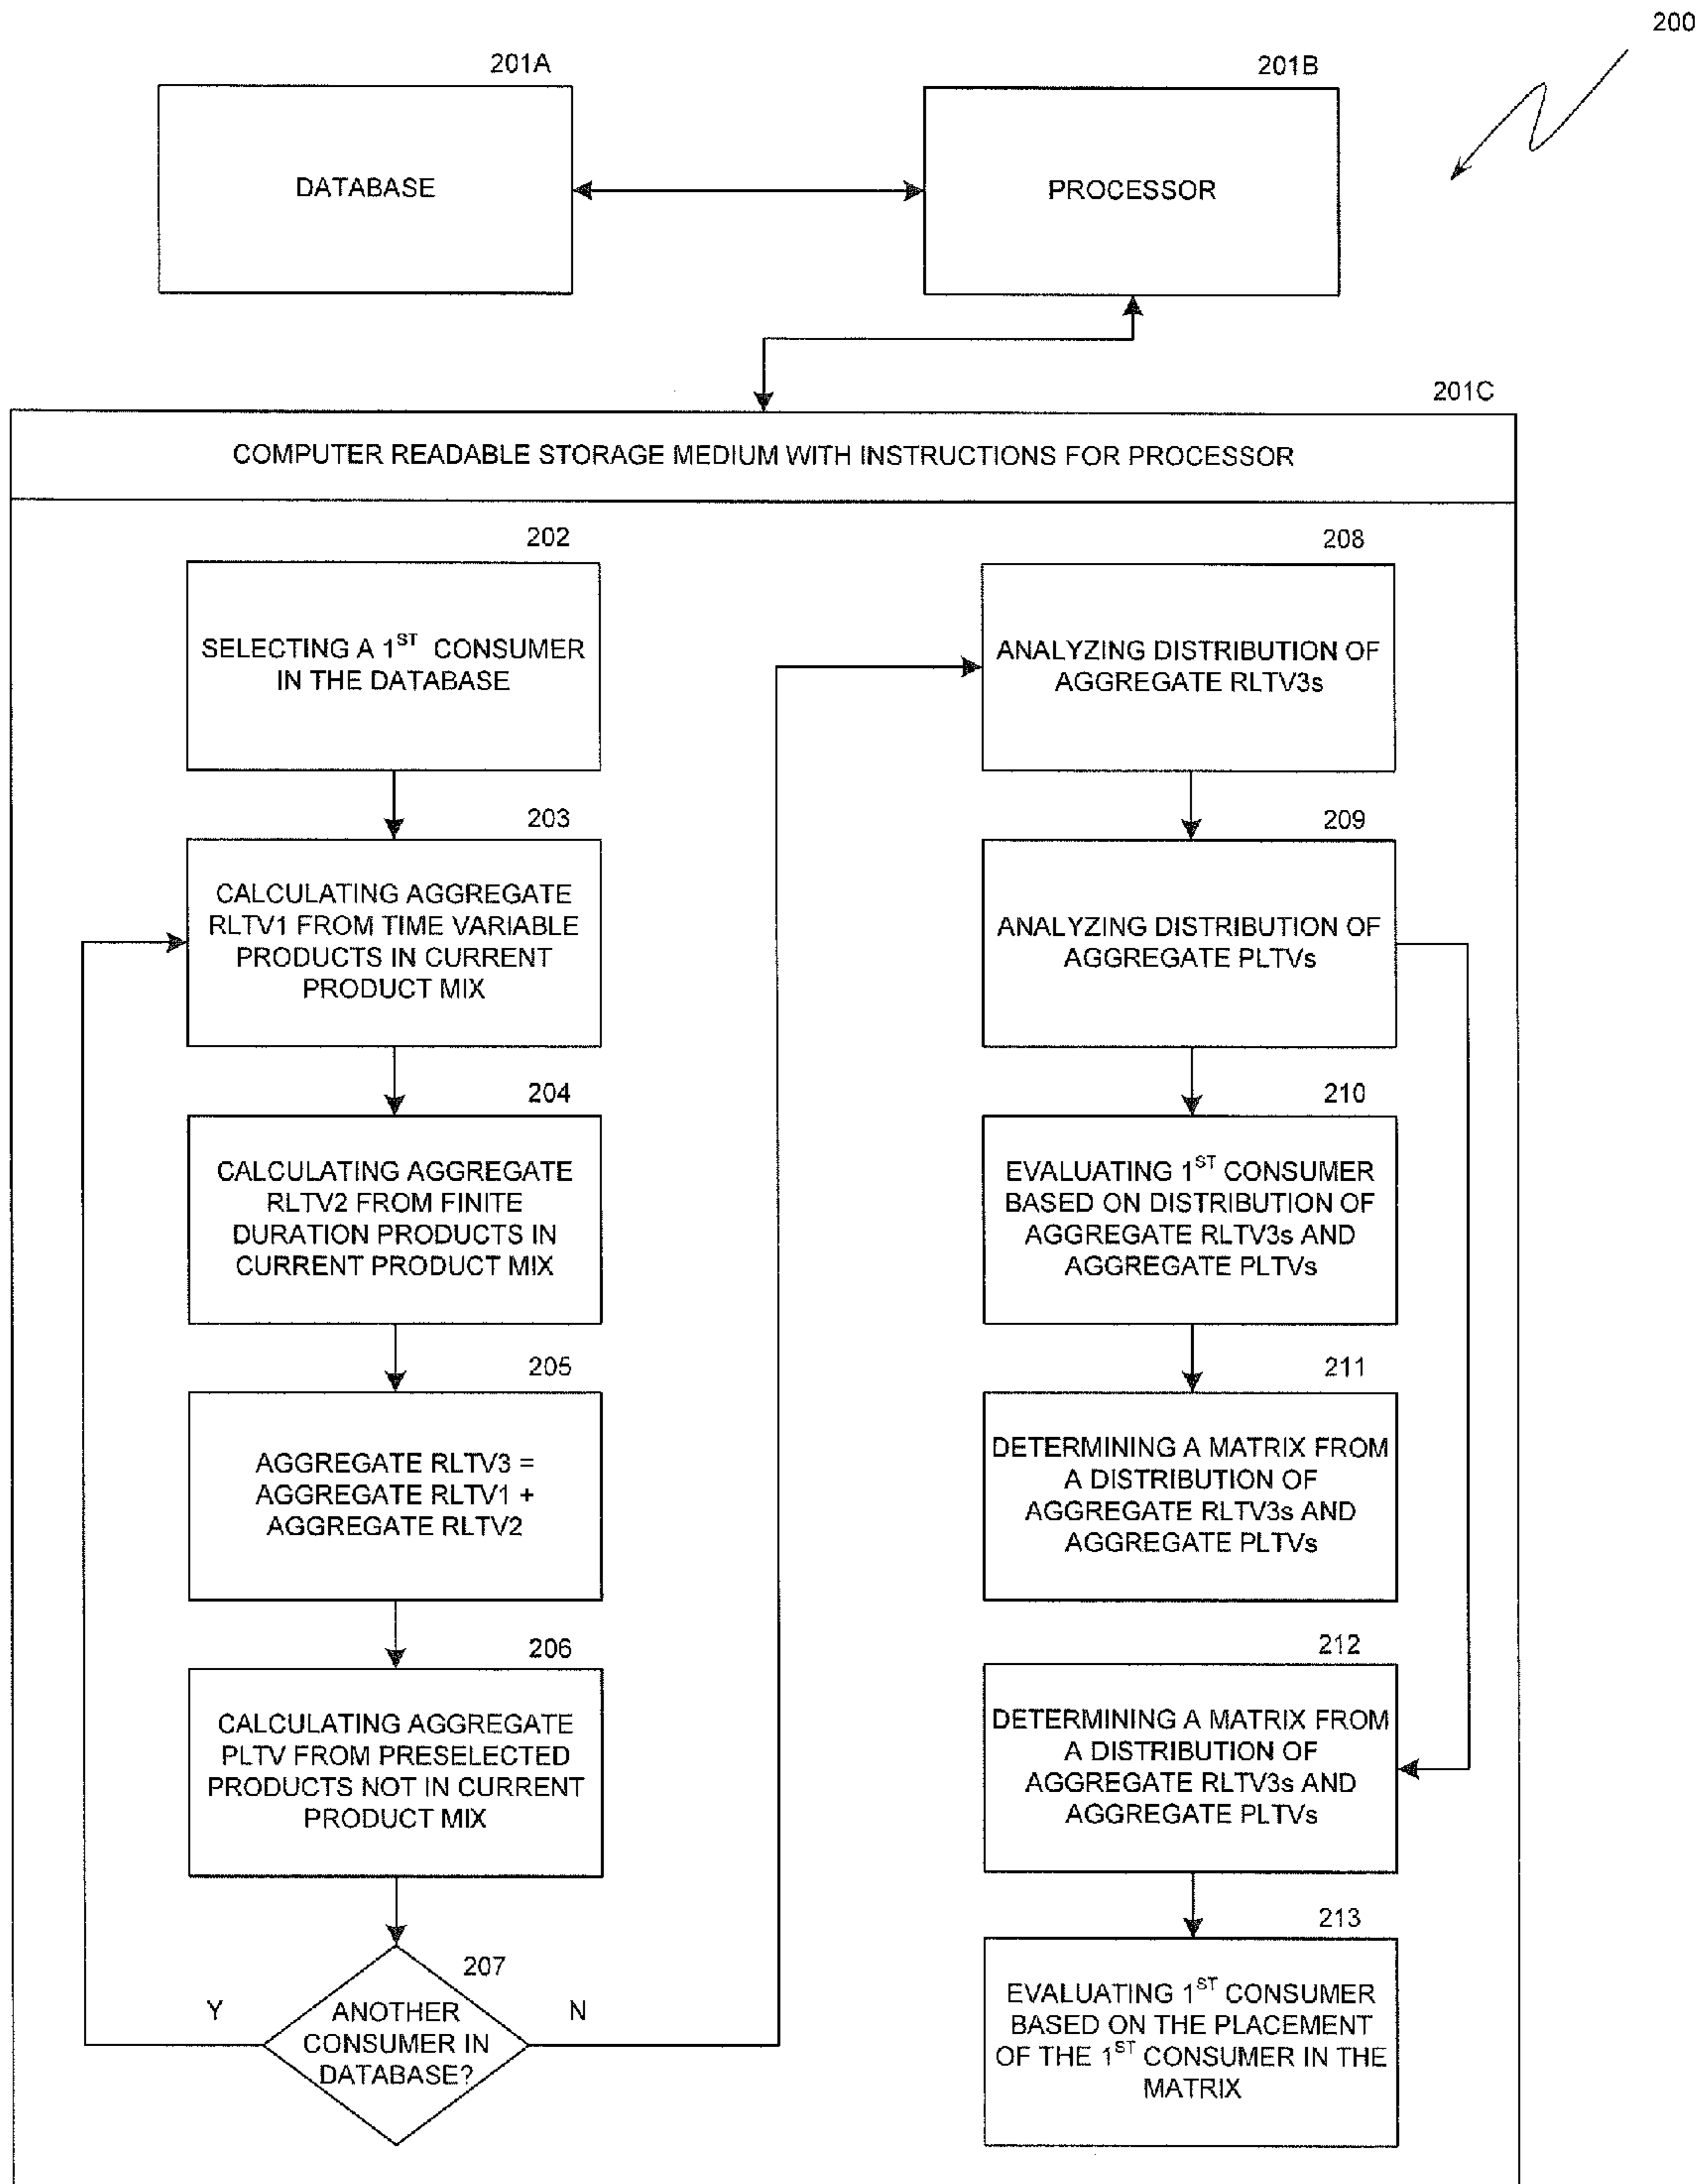 200
201A
DATABASE
201B
PROCESSOR
201C
COMPUTER READABLE STORAGE MEDIUM WITH INSTRUCTIONS FOR PROCESSOR
202
SELECTING A 1ST CONSUMER
IN THE DATABASE
203
CALCULATING AGGREGATE
RLTV1 FROM TIME VARIABLE
PRODUCTS IN CURRENT
PRODUCT MIX
204
CALCULATING AGGREGATE
RLTV2 FROM FINITE
DURATION PRODUCTS IN
CURRENT PRODUCT MIX
205
AGGREGATE RLTV3 =
AGGREGATE RLTV1 +
AGGREGATE RLTV2
206
CALCULATING AGGREGATE
PLTV FROM PRESELECTED
PRODUCTS NOT IN CURRENT
PRODUCT MIX
207
Y
ANOTHER
CONSUMER IN
DATABASE?
N
208
ANALYZING DISTRIBUTION OF
AGGREGATE RLTV3s
209
ANALYZING DISTRIBUTION OF
AGGREGATE PLTVs
210
EVALUATING 1ST CONSUMER
BASED ON DISTRIBUTION OF
AGGREGATE RLTV3s AND
AGGREGATE PLTVs
211
DETERMINING A MATRIX FROM
A DISTRIBUTION OF
AGGREGATE RLTV3s AND
AGGREGATE PLTVs
212
DETERMINING A MATRIX FROM
A DISTRIBUTION OF
AGGREGATE RLTV3s AND
AGGREGATE PLTVs
213
EVALUATING 1ST CONSUMER
BASED ON THE PLACEMENT
OF THE 1ST CONSUMER IN THE
MATRIX